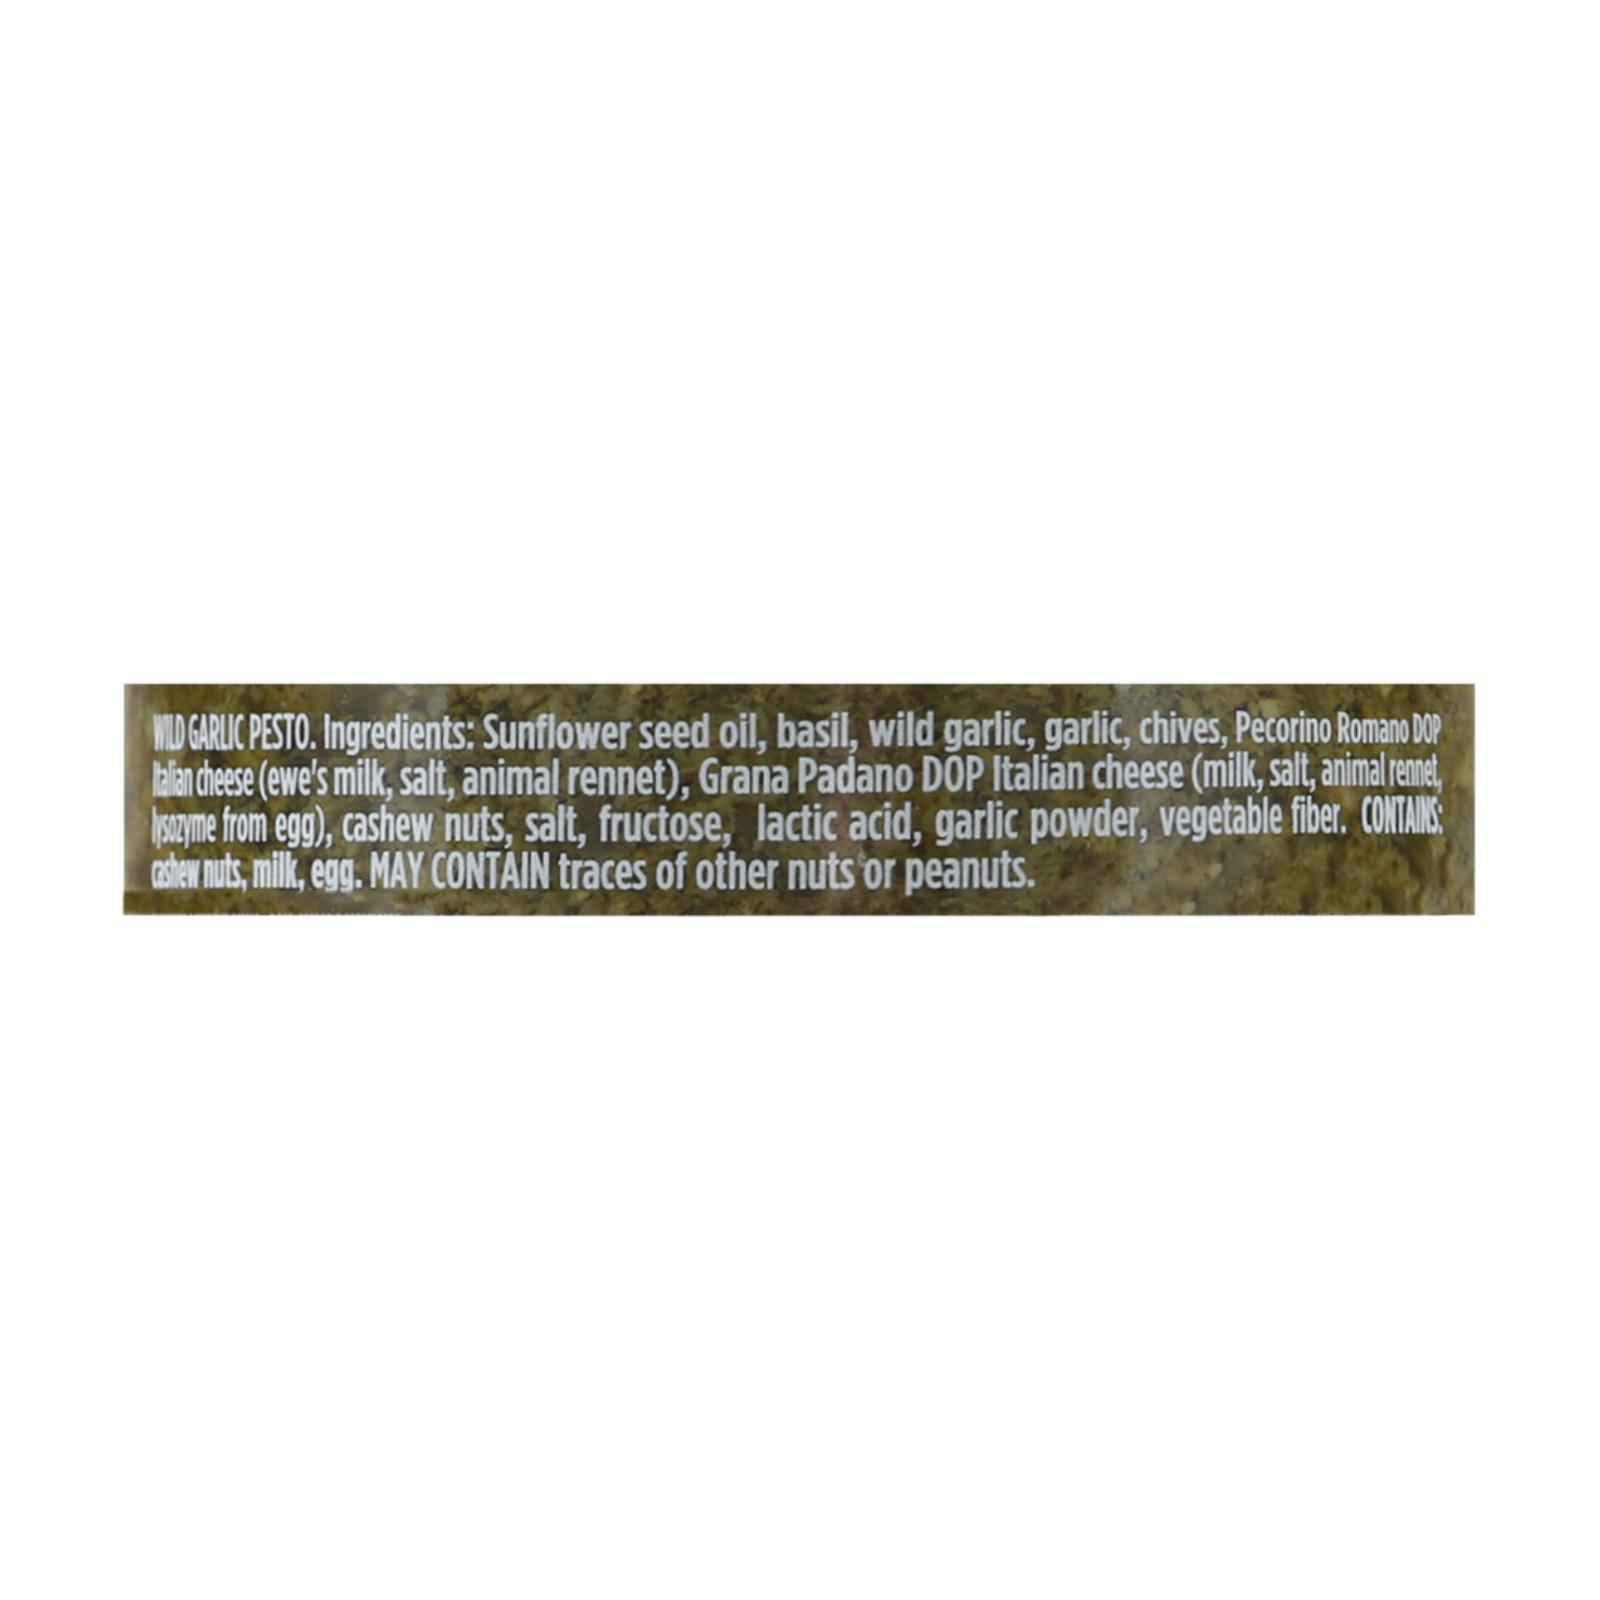 WILD GARLIC PESTO. Ingredients: Sunflower seed oil, basil, wild garlic, garlic, chives, Pecorino Romano DOP
Italian cheese (ewe's milk, salt, animal rennet), Grana Padano DOP Italian cheese (milk, salt, animal rennet,
lysozyme from egg), cashew nuts, salt, fructose, lactic acid, garlic powder, vegetable fiber. CONTAINS:
cashew nuts, milk, egg. MAY CONTAIN traces of other nuts or peanuts.